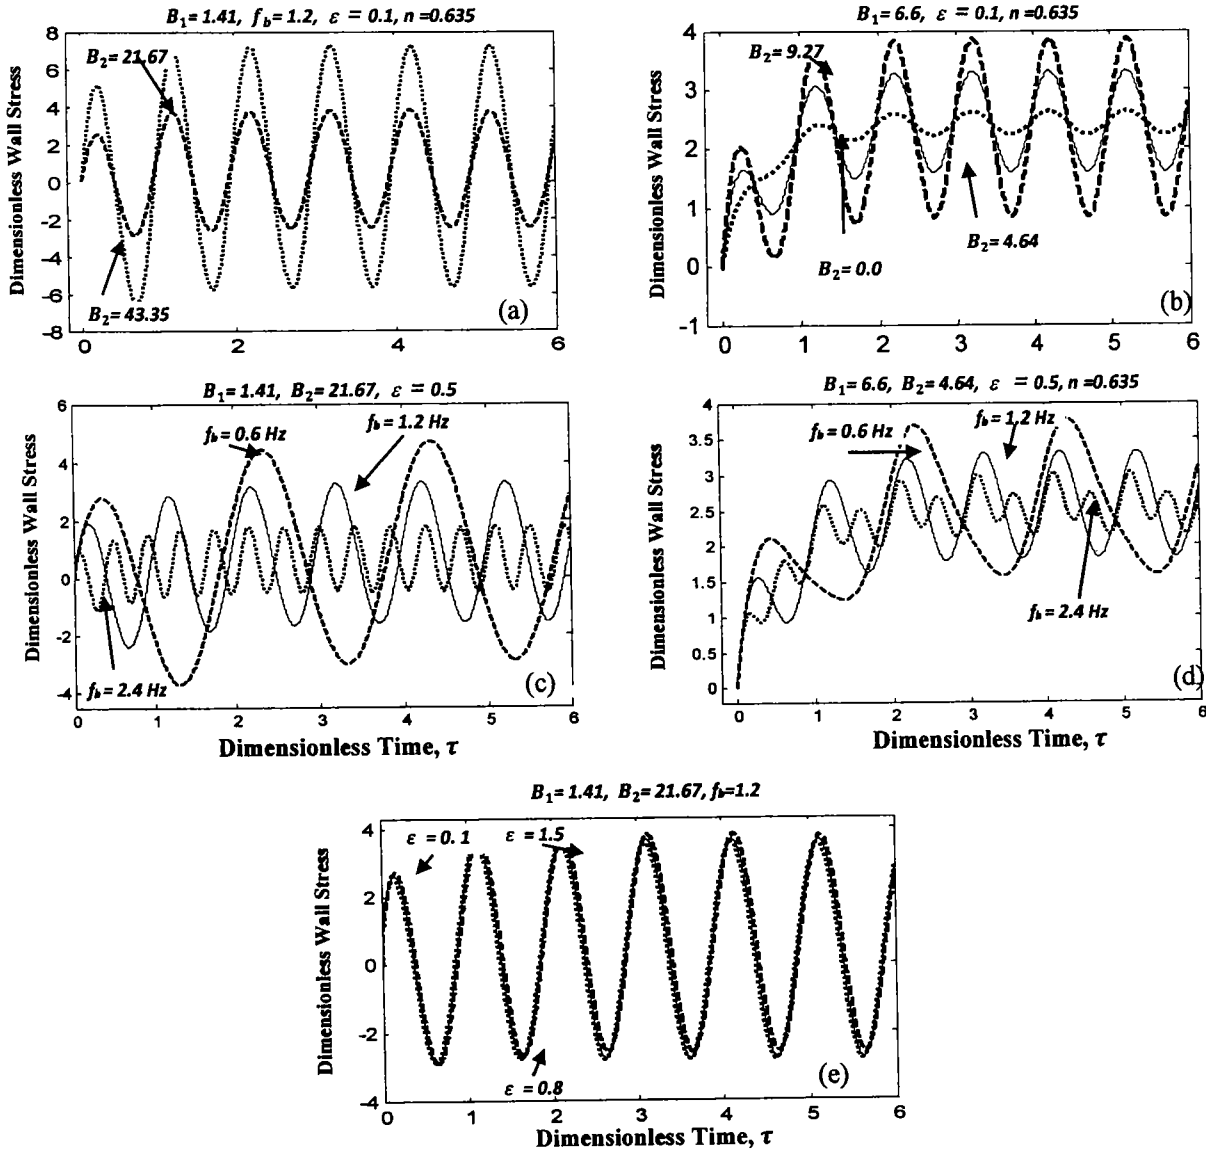 B1= 1.41, fb= 1.2, ε = 0.1, n =0.635
Dimensionless Wall Stress
8
6
4
2
0
-2
-4
-6
-8
B2= 21.67
B2= 43.35
(a)
0
2
4
6
B1= 6.6, ε = 0.1, n=0.635
Dimensionless Wall Stress
4
3
2
1
0
-1
B2= 9.27
B2= 4.64
B2= 0.0
(b)
0
1
2
3
4
5
6
B1= 1.41, B2= 21.67, ε = 0.5
Dimensionless Wall Stress
6
4
2
0
-2
-4
fb= 0.6 Hz
fb= 1.2 Hz
fb= 2.4 Hz
(c)
0
1
2
3
4
5
6
Dimensionless Time, τ
B1= 6.6, B2= 4.64, ε = 0.5, n=0.635
Dimensionless Wall Stress
4
3.5
3
2.5
2
1.5
1
0.5
0
fb= 0.6 Hz
fb= 1.2 Hz
fb= 2.4 Hz
(d)
0
1
2
3
4
5
6
Dimensionless Time, τ
B1= 1.41, B2= 21.67, fb=1.2
Dimensionless Wall Stress
4
2
0
-2
-4
ε = 0.1
ε = 1.5
ε = 0.8
(e)
0
1
2
3
4
5
6
Dimensionless Time, τ